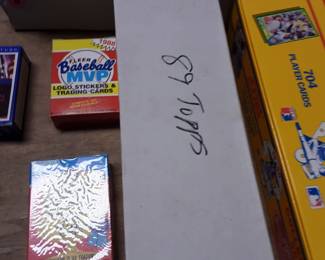 1988
FLEER
Baseball
MVP
LOGO STICKERS &
TRADING CARDS
89 TOPPS
704
PLAYER CARDS